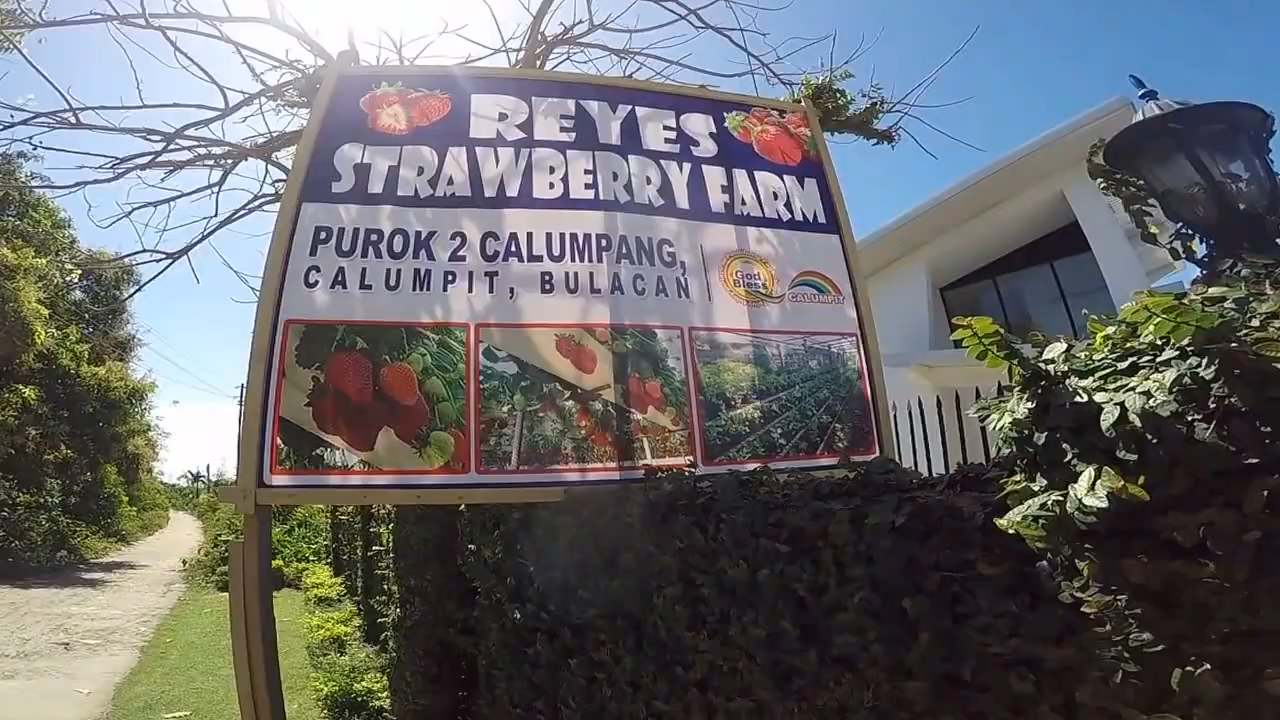 REYES
STRAWBERRY FARM
PUROK 2 CALUMPANG,
CALUMPIT, BULACAN
God
Bless
CALUMPIT